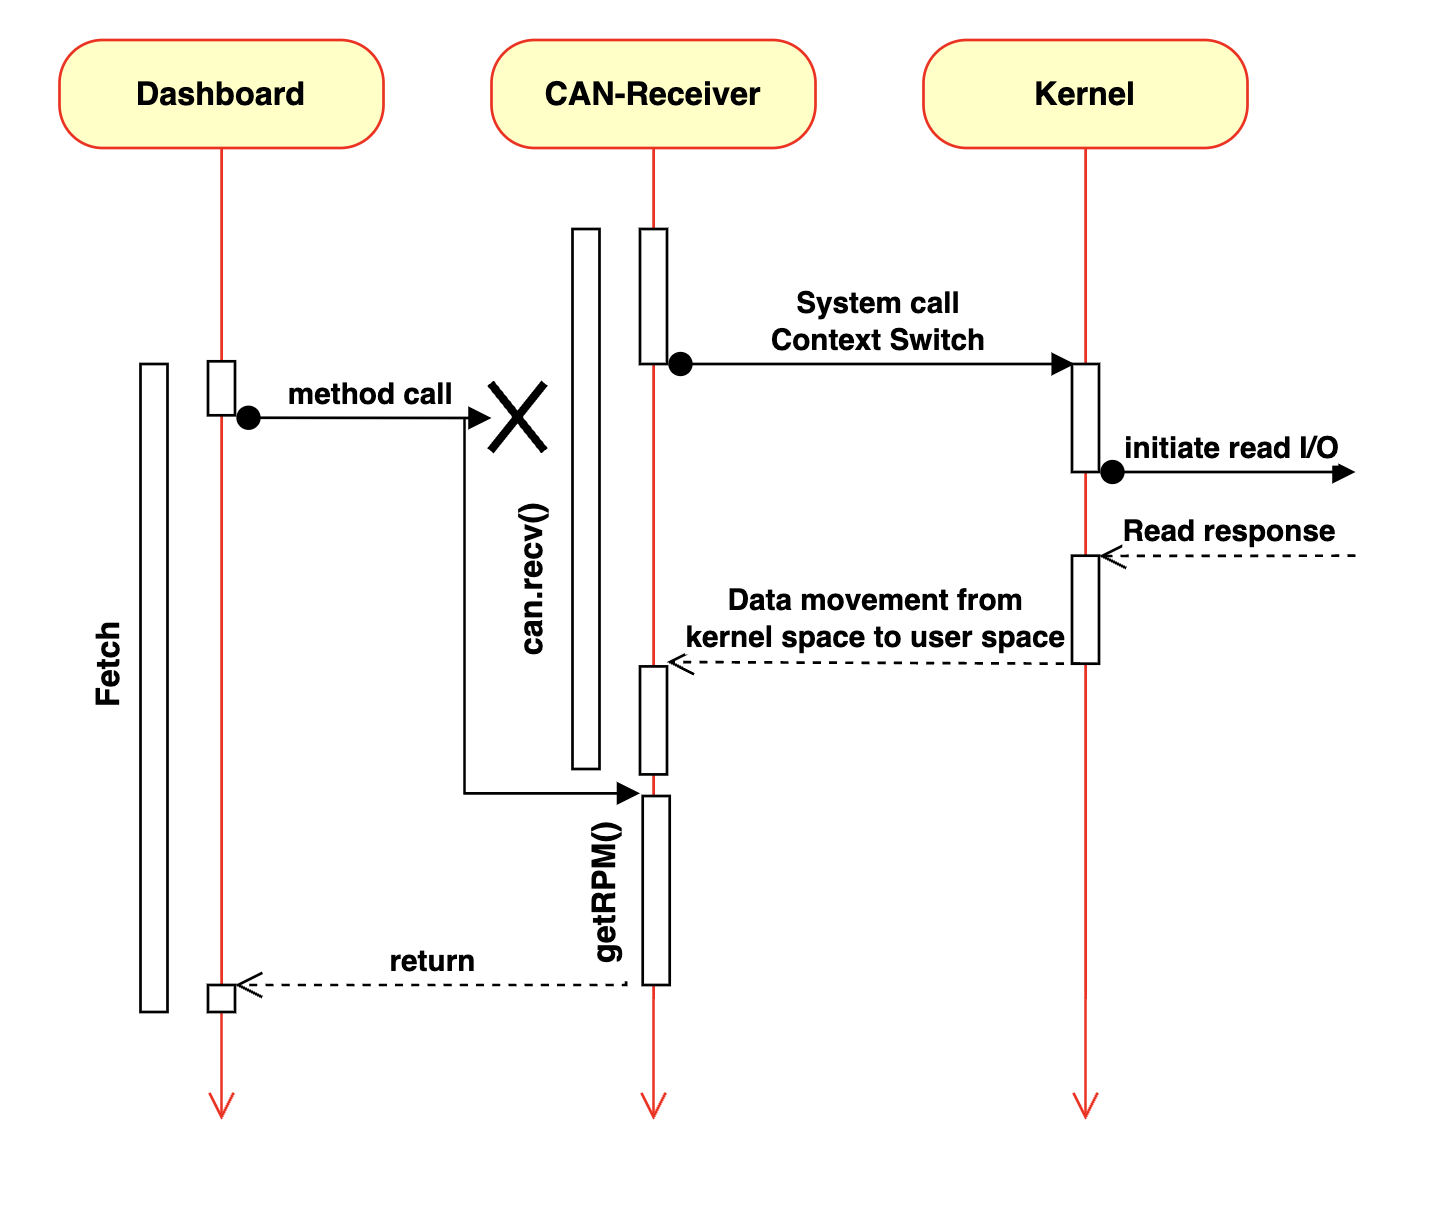 Dashboard
CAN-Receiver
Kernel
System call
Context Switch
method call
initiate read I/O
can.recv()
Read response
Data movement from
kernel space to user space
Fetch
getRPM()
return